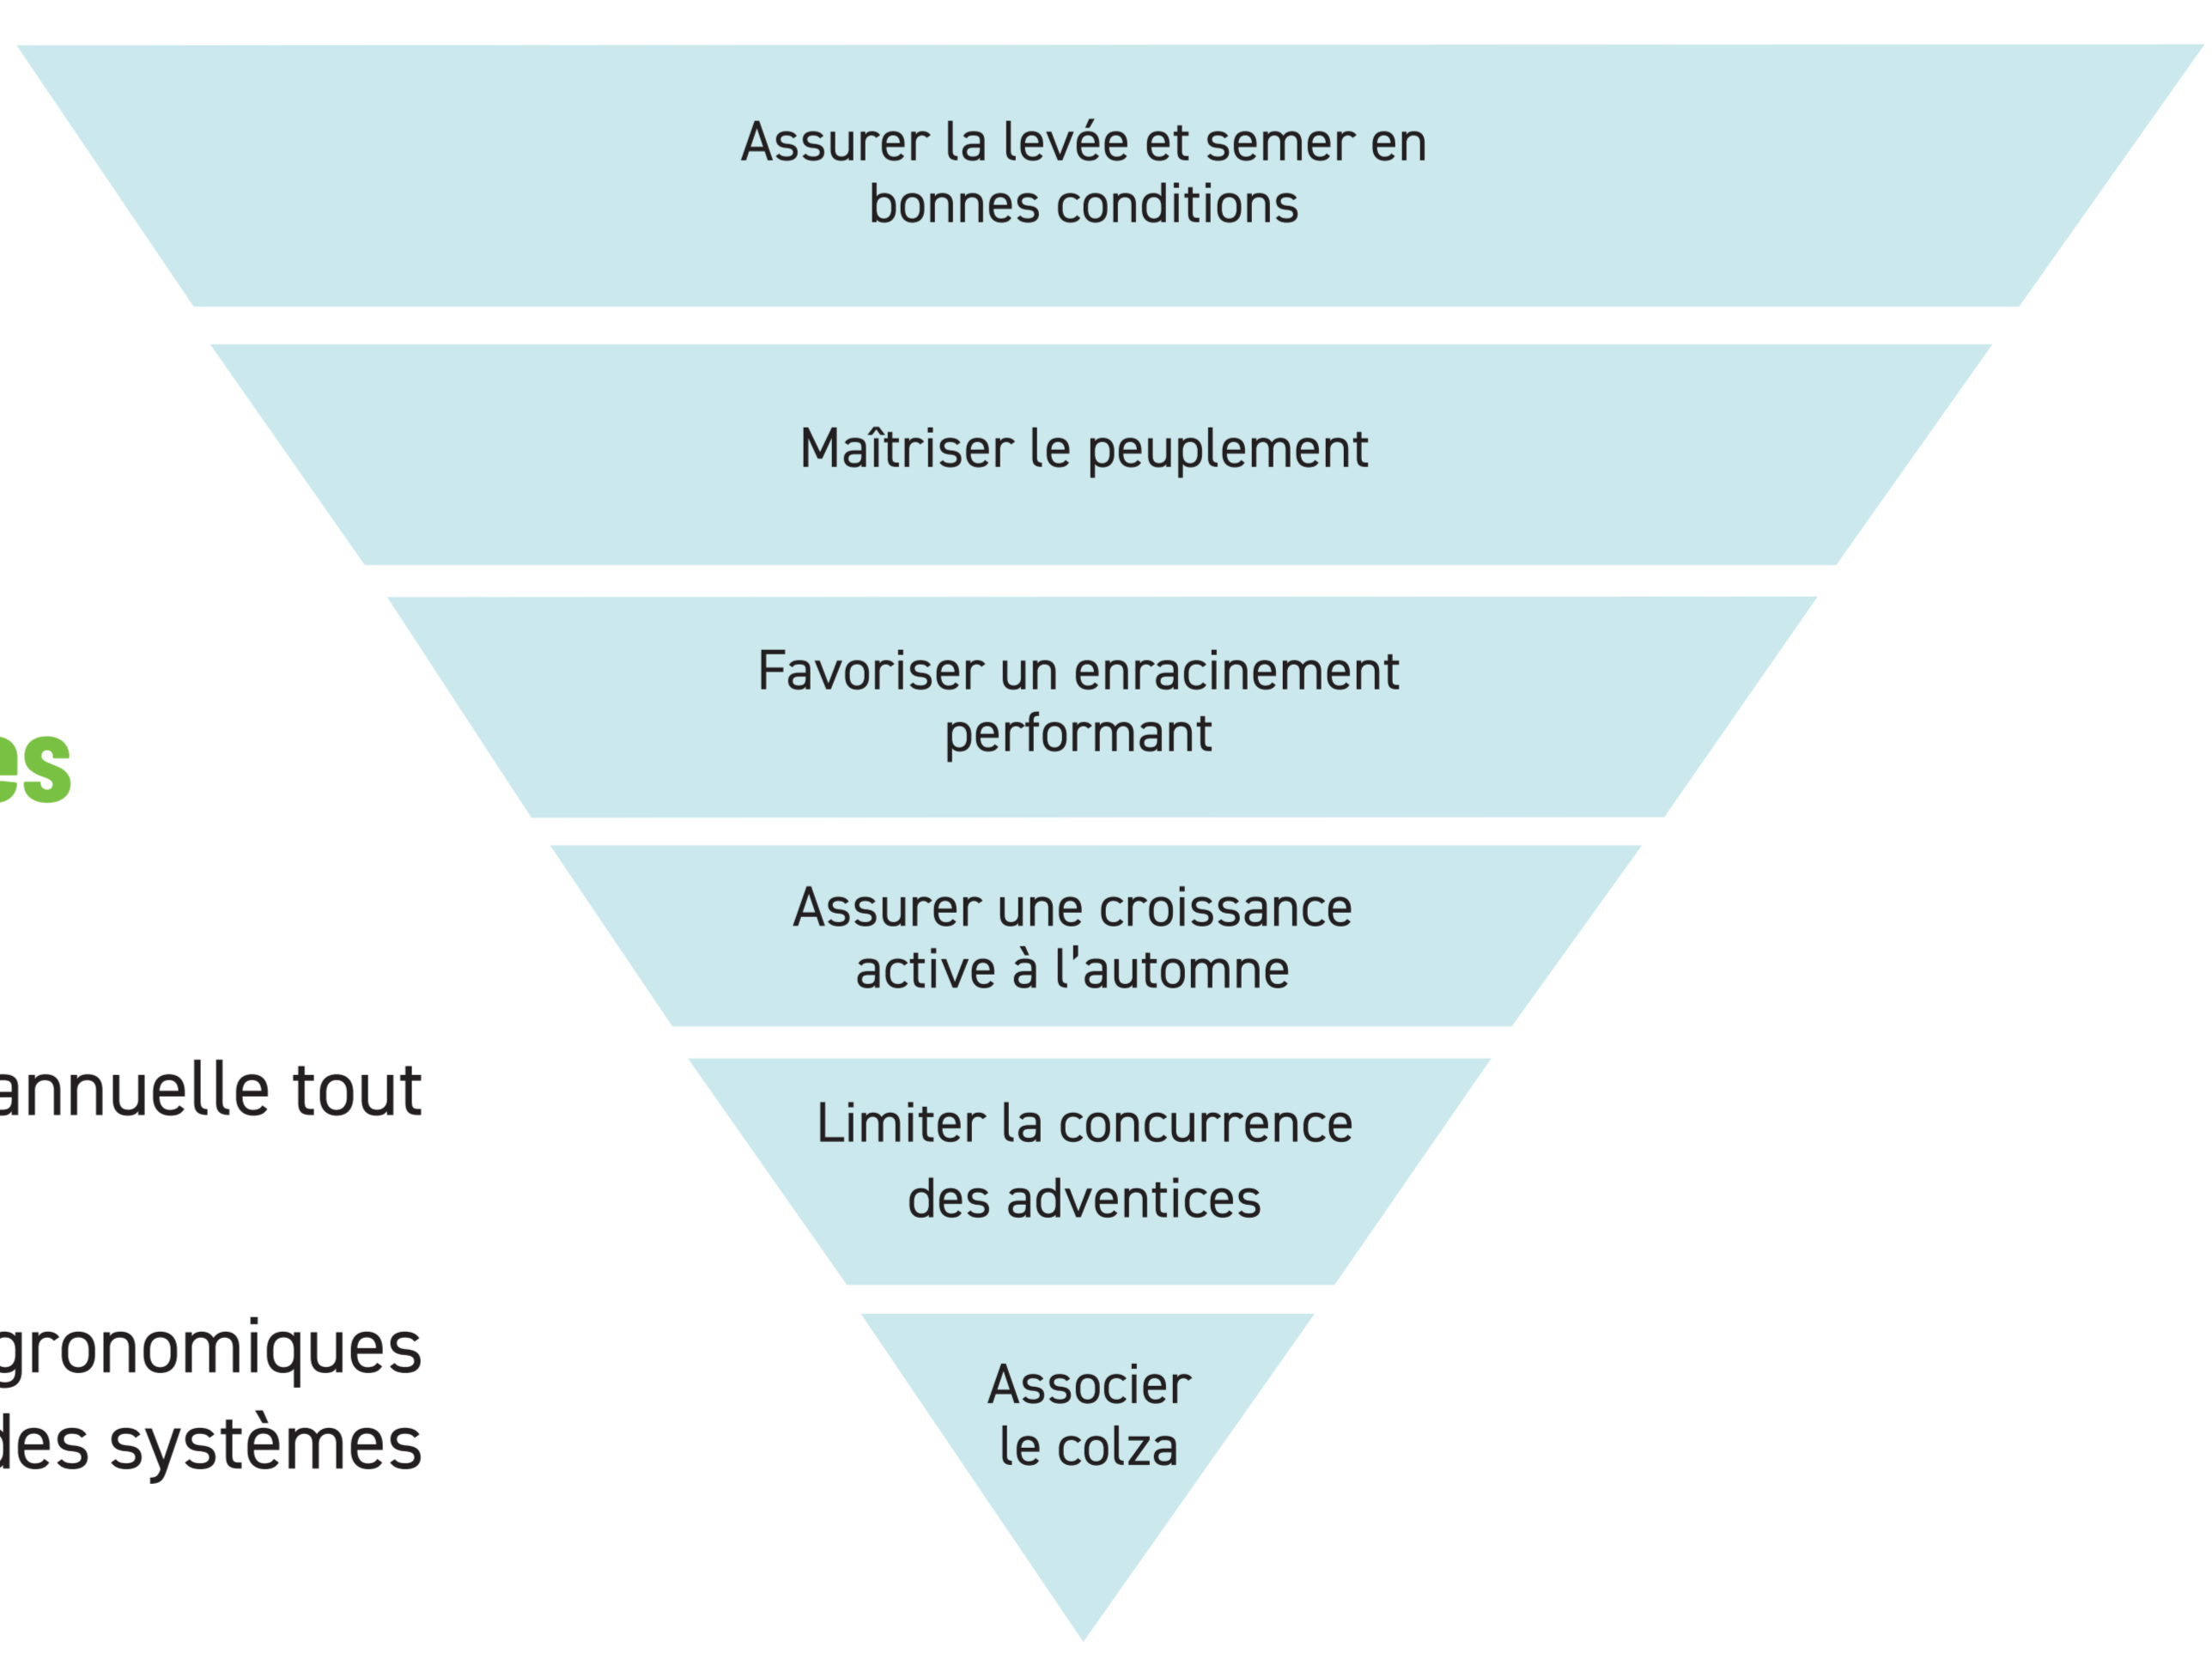 Assurer la levée et semer en
bonnes conditions
Maîtriser le peuplement
Favoriser un enracinement
performant
Assurer une croissance
active à l'automne
Limiter la concurrence
des adventices
Associer
le colza
es
annuelle tout
gronomiques
des systèmes